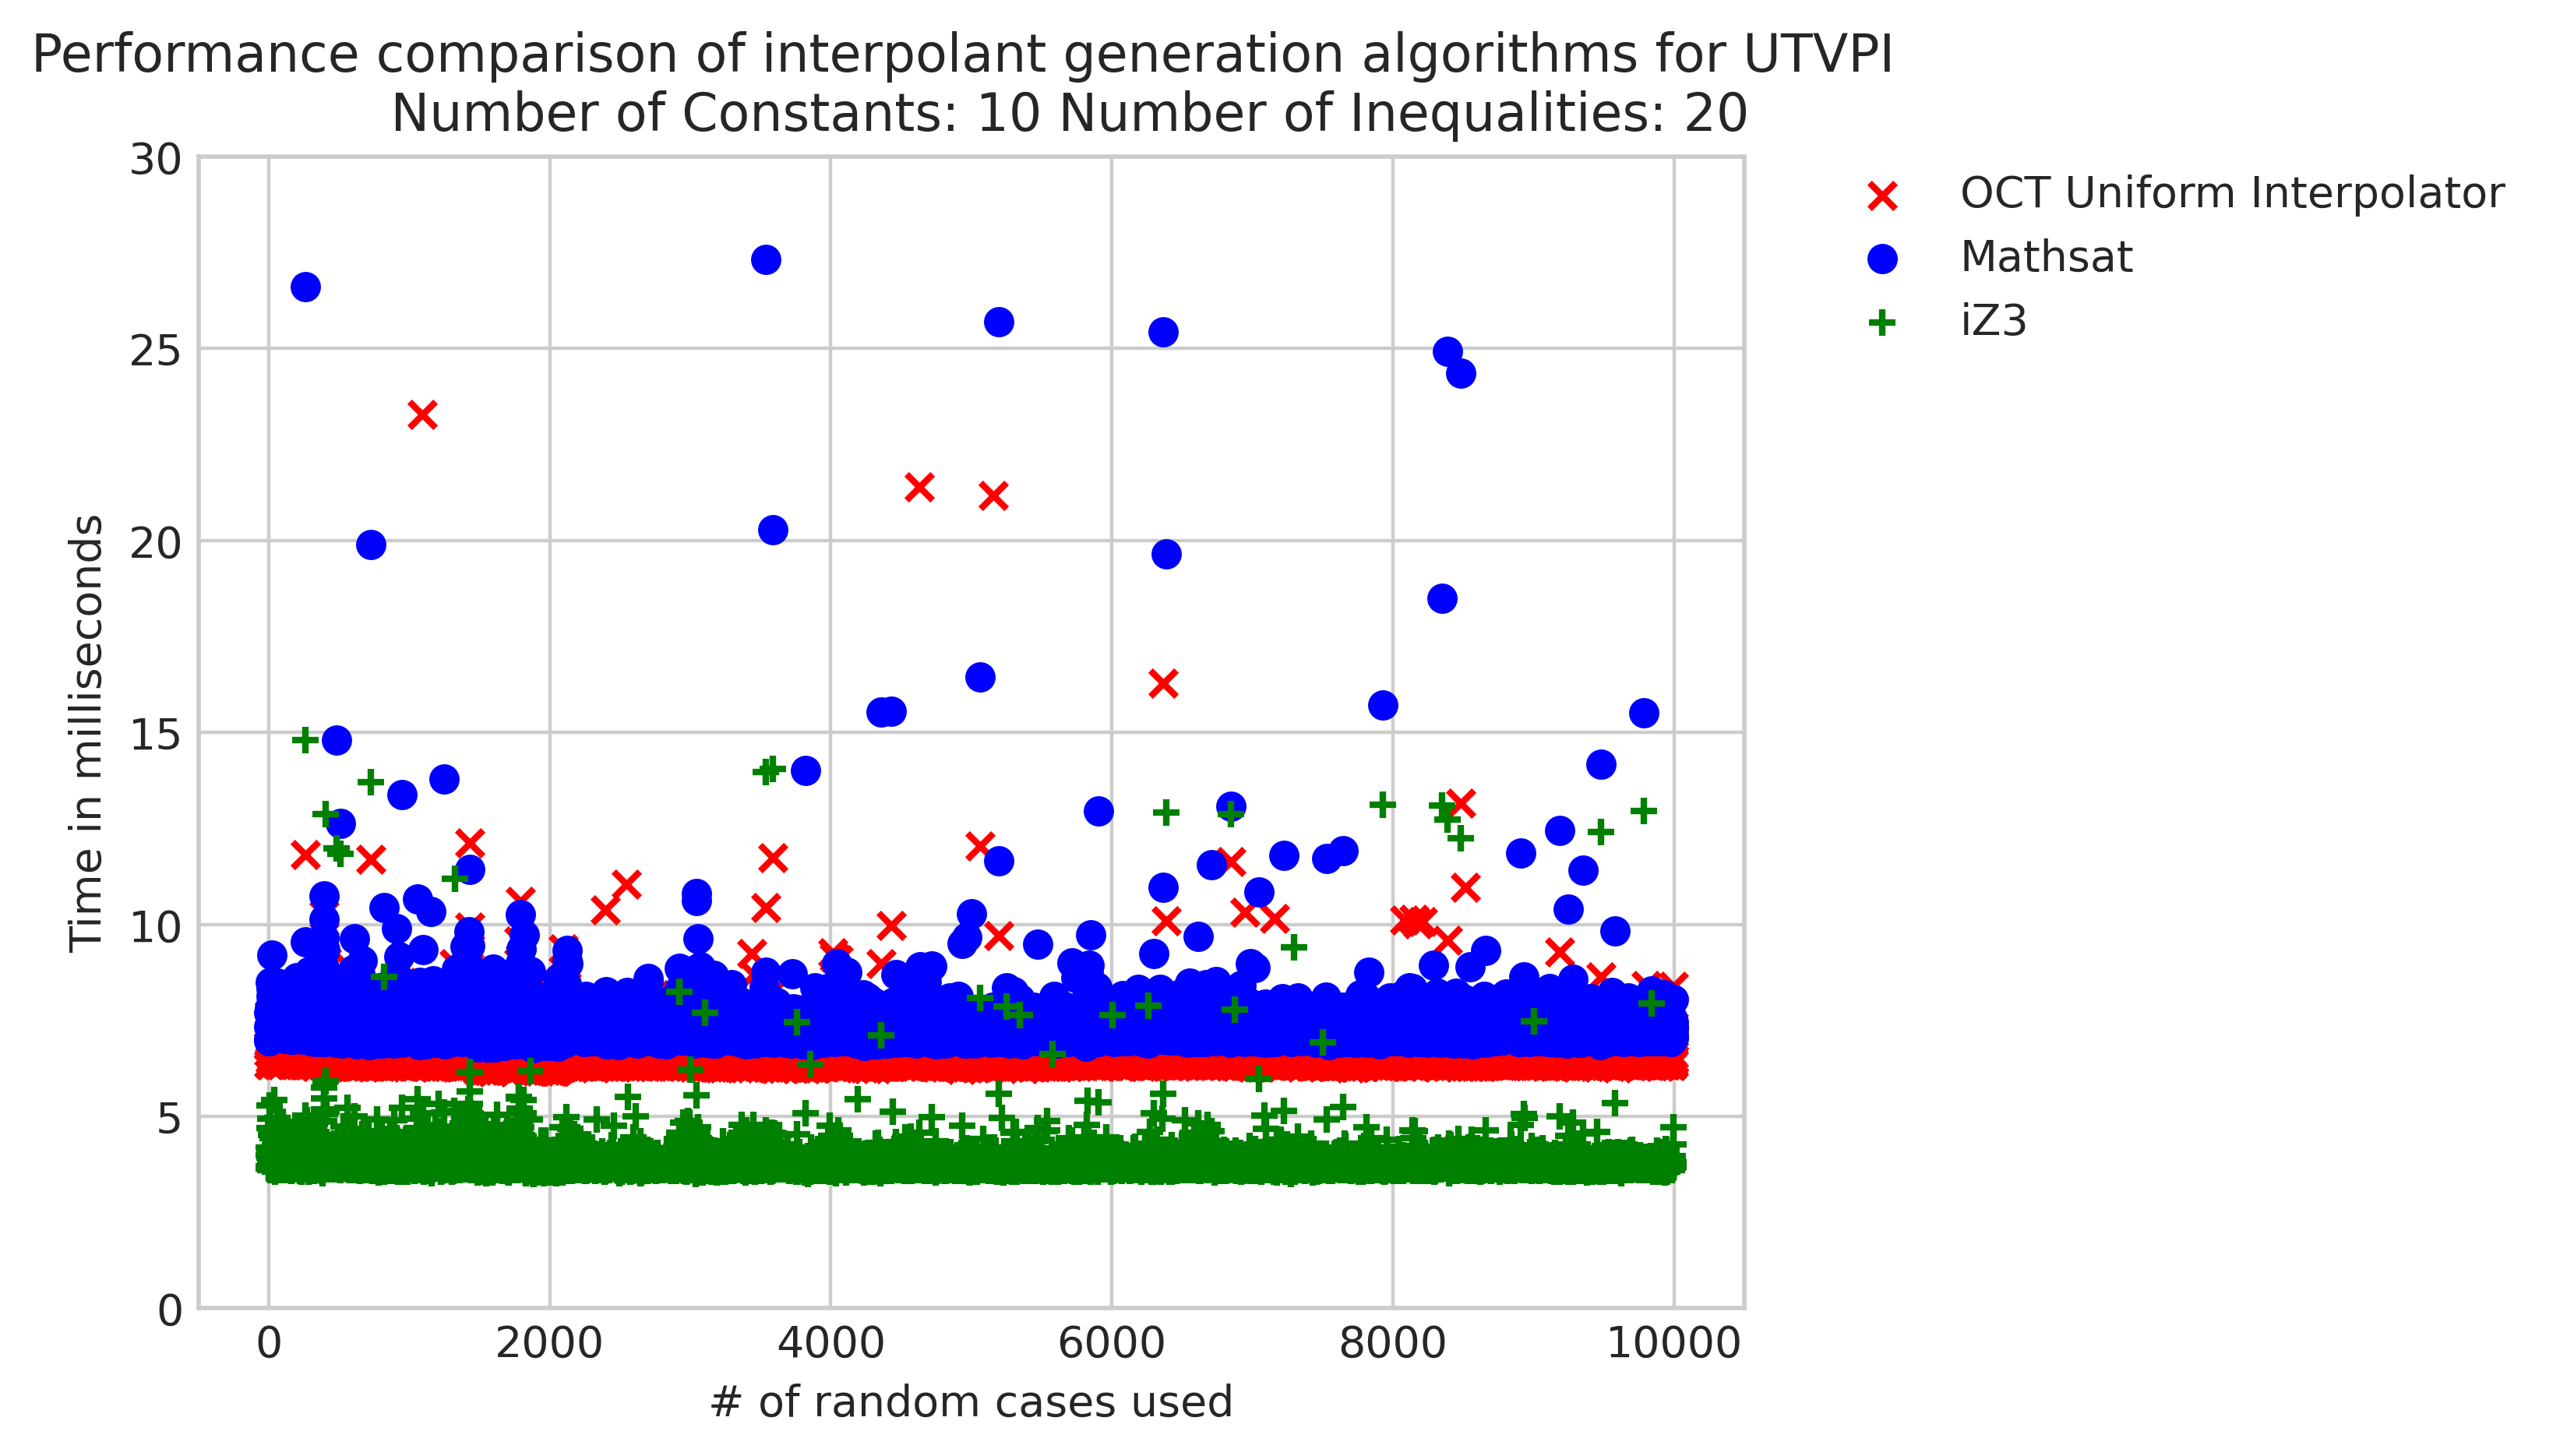 Performance comparison of interpolant generation algorithms for UTVPI
Number of Constants: 10 Number of Inequalities: 20
OCT Uniform Interpolator
Mathsat
iZ3
Time in milliseconds
30
25
20
15
10
5
0
0 2000 4000 6000 8000 10000
# of random cases used